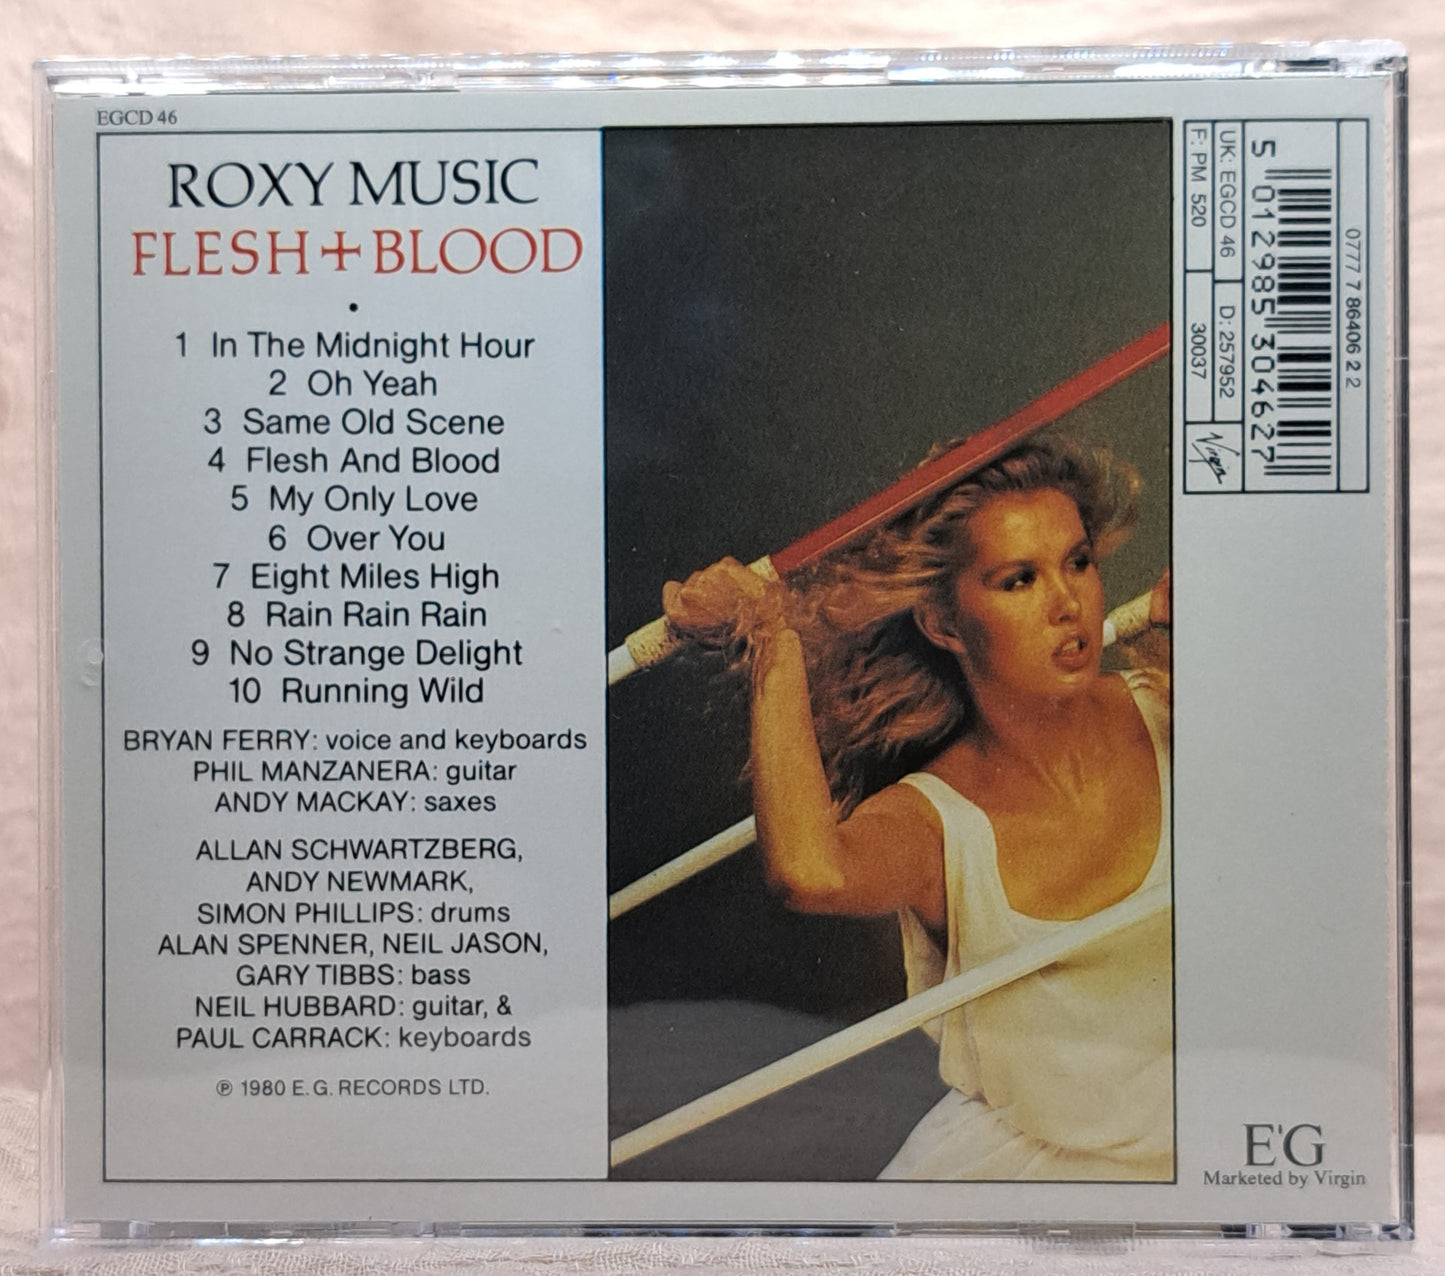 EGCD 46
ROXY MUSIC
FLESH+BLOOD
•
1 In The Midnight Hour
2 Oh Yeah
3 Same Old Scene
4 Flesh And Blood
5 My Only Love
6 Over You
7 Eight Miles High
8 Rain Rain Rain
9 No Strange Delight
10 Running Wild
BRYAN FERRY: voice and keyboards
PHIL MANZANERA: guitar
ANDY MACKAY: saxes
ALLAN SCHWARTZBERG,
ANDY NEWMARK,
SIMON PHILLIPS: drums
ALAN SPENNER, NEIL JASON,
GARY TIBBS: bass
NEIL HUBBARD: guitar, &
PAUL CARRACK: keyboards
℗ 1980 E.G. RECORDS LTD.
0777 7 86406 2 2
5 012985 304627
UK: EGCD 46
D: 257952
F: PM 520
30037
Virgin
E'G
Marketed by Virgin